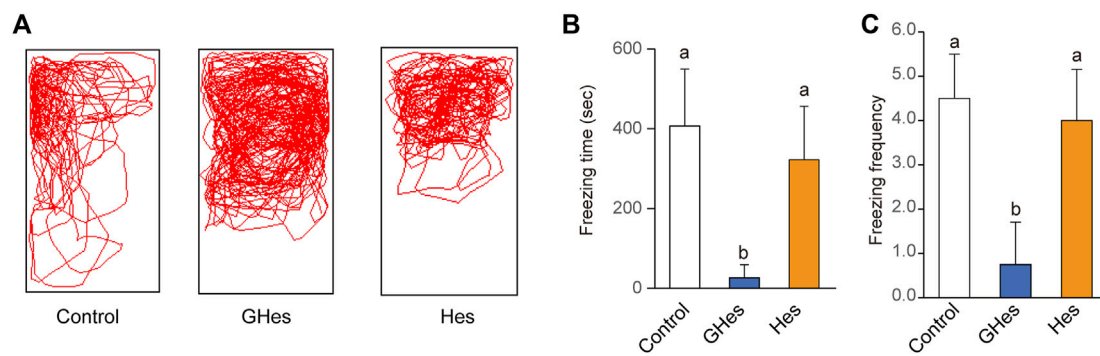 A
Control
GHes
Hes
B
Freezing time (sec)
600
400
200
0
a
b
a
Control
GHes
Hes
C
Freezing frequency
6.0
5.0
4.0
3.0
2.0
1.0
0.0
a
b
a
Control
GHes
Hes